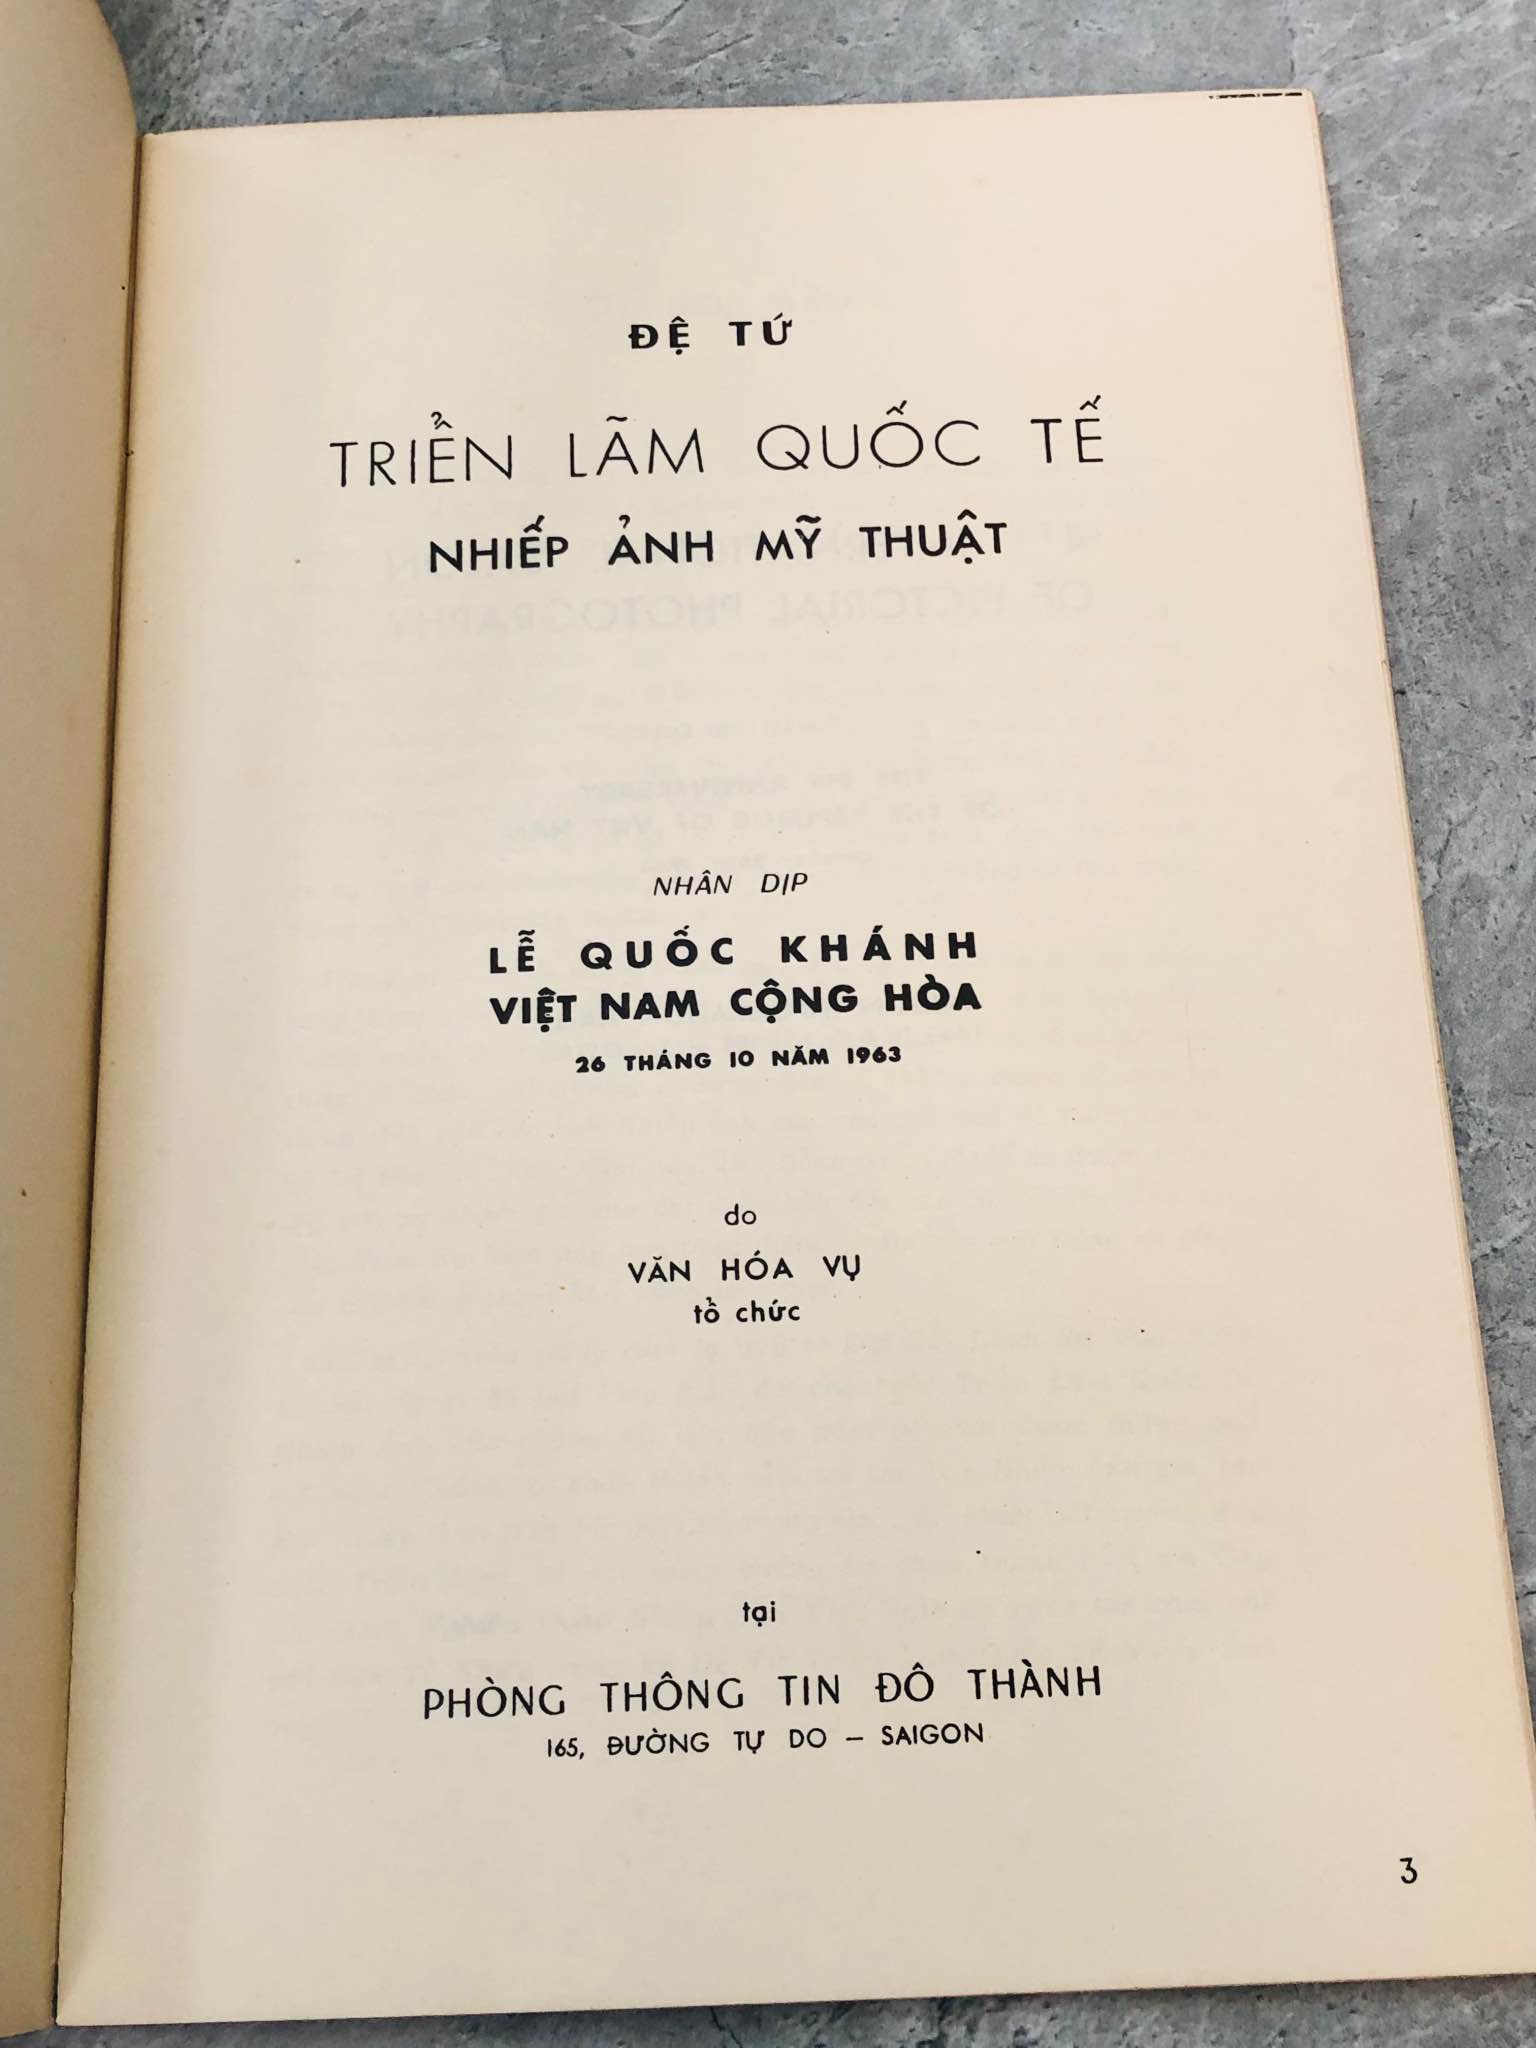 ĐỆ TỨ
TRIỂN LÃM QUỐC TẾ
NHIẾP ẢNH MỸ THUẬT
NHÂN DỊP
LỄ QUỐC KHÁNH
VIỆT NAM CỘNG HÒA
26 THÁNG 10 NĂM 1963
do
VĂN HÓA VỤ
tổ chức
tại
PHÒNG THÔNG TIN ĐÔ THÀNH
165, ĐƯỜNG TỰ DO – SAIGON
3